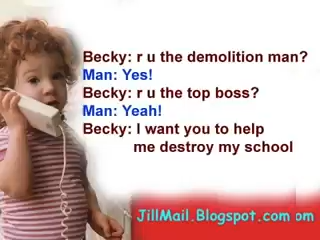 Becky: r u the demolition man?
Man: Yes!
Becky: r u the top boss?
Man: Yeah!
Becky: I want you to help
me destroy my school
JillMail.Blogspot.com om